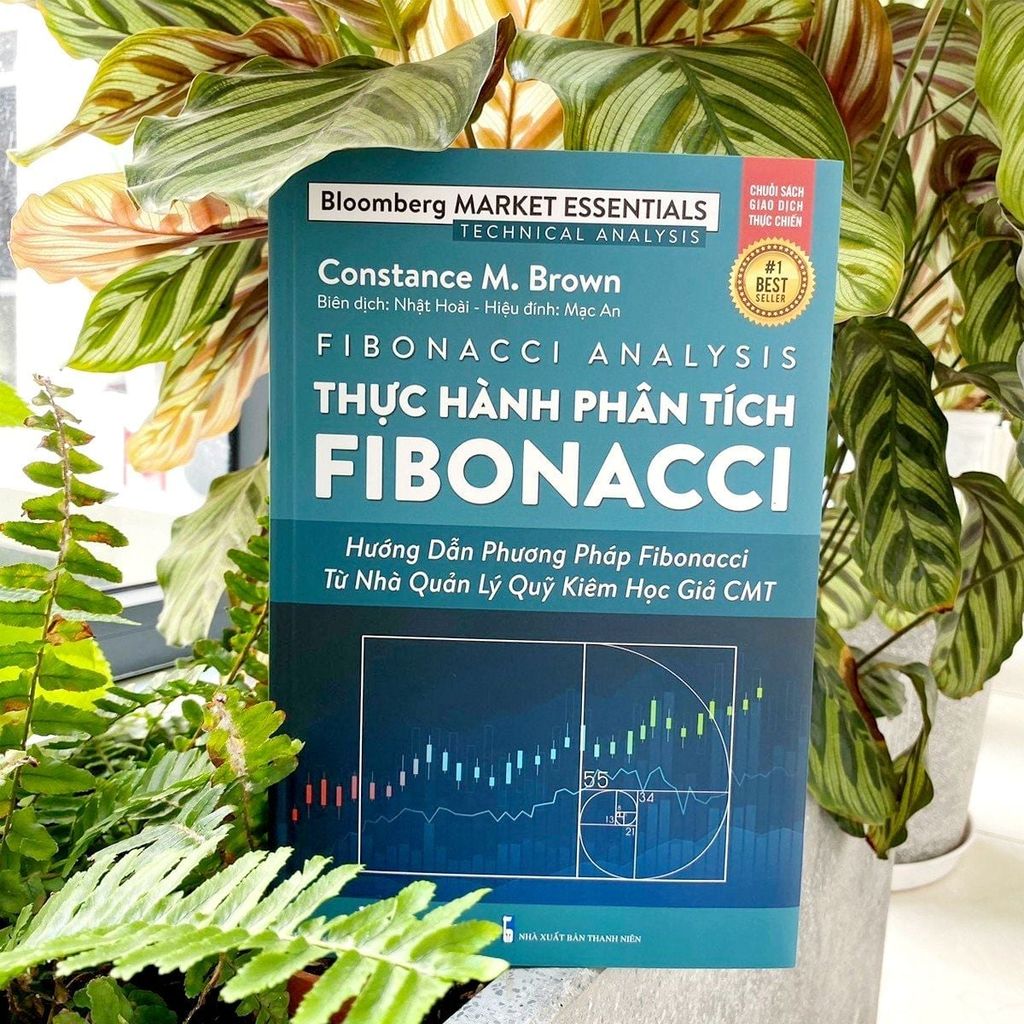 Bloomberg MARKET ESSENTIALS
TECHNICAL ANALYSIS
CHUỖI SÁCH
GIAO DỊCH
THỰC CHIẾN
#1
BEST
SELLER
Constance M. Brown
Biên dịch: Nhật Hoài - Hiệu đính: Mạc An
FIBONACCI ANALYSIS
THỰC HÀNH PHÂN TÍCH
FIBONACCI
Hướng Dẫn Phương Pháp Fibonacci
Từ Nhà Quản Lý Quỹ Kiêm Học Giả CMT
55
34
8
13
21
NHÀ XUẤT BẢN THANH NIÊN